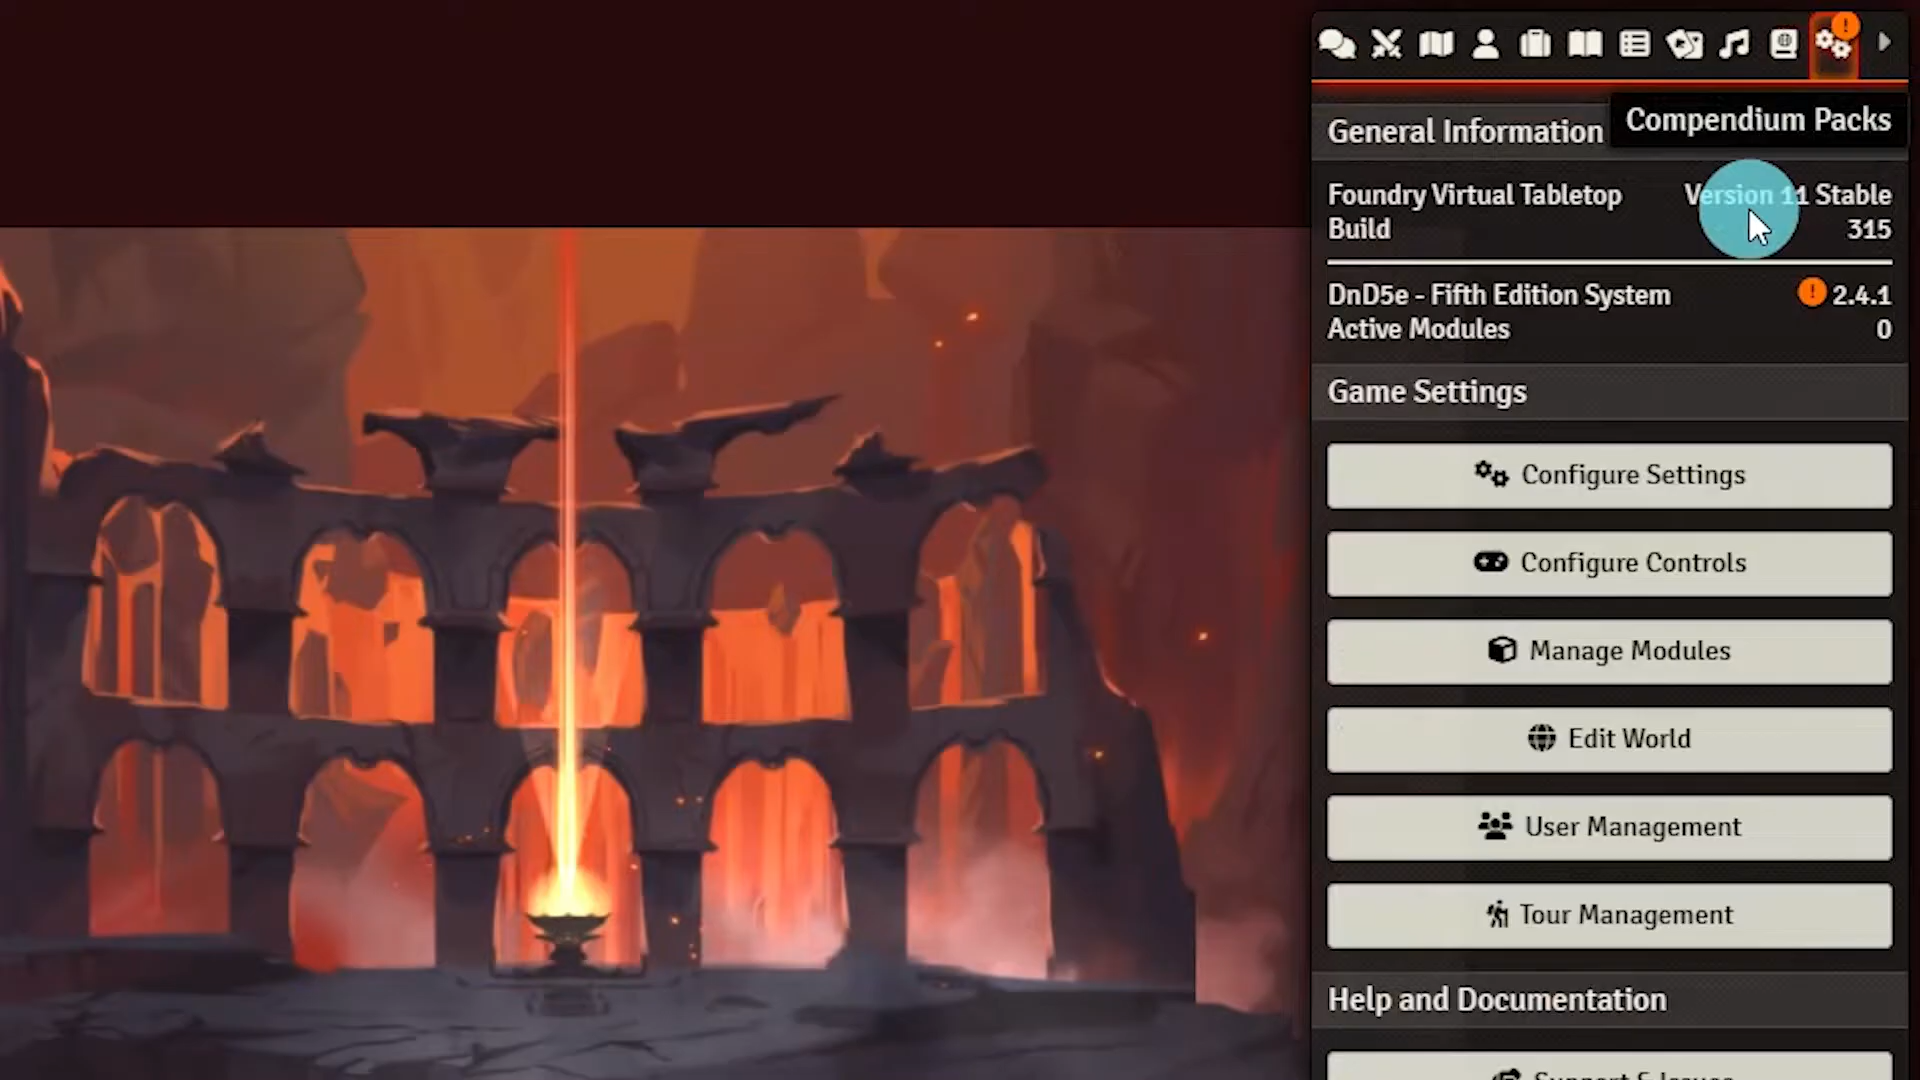 Compendium Packs
General Information
Foundry Virtual Tabletop Version 11 Stable
Build 315
DnD5e - Fifth Edition System 2.4.1
Active Modules 0
Game Settings
Configure Settings
Configure Controls
Manage Modules
Edit World
User Management
Tour Management
Help and Documentation
Support & Issues